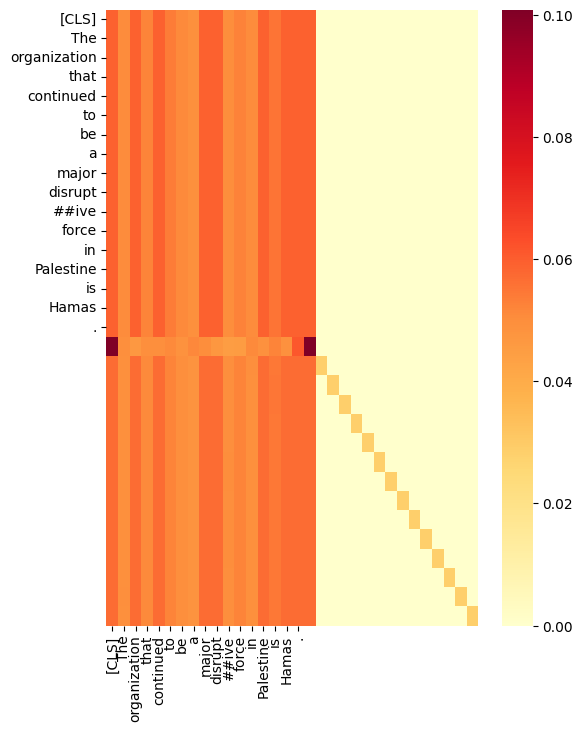 [CLS]
The
organization
that
continued
to
be
a
major
disrupt
##ive
force
in
Palestine
is
Hamas
.
0.10
0.08
0.06
0.04
0.02
0.00
[CLS]
The
organization
that
continued
to
be
a
major
disrupt
##ive
force
in
Palestine
is
Hamas
.